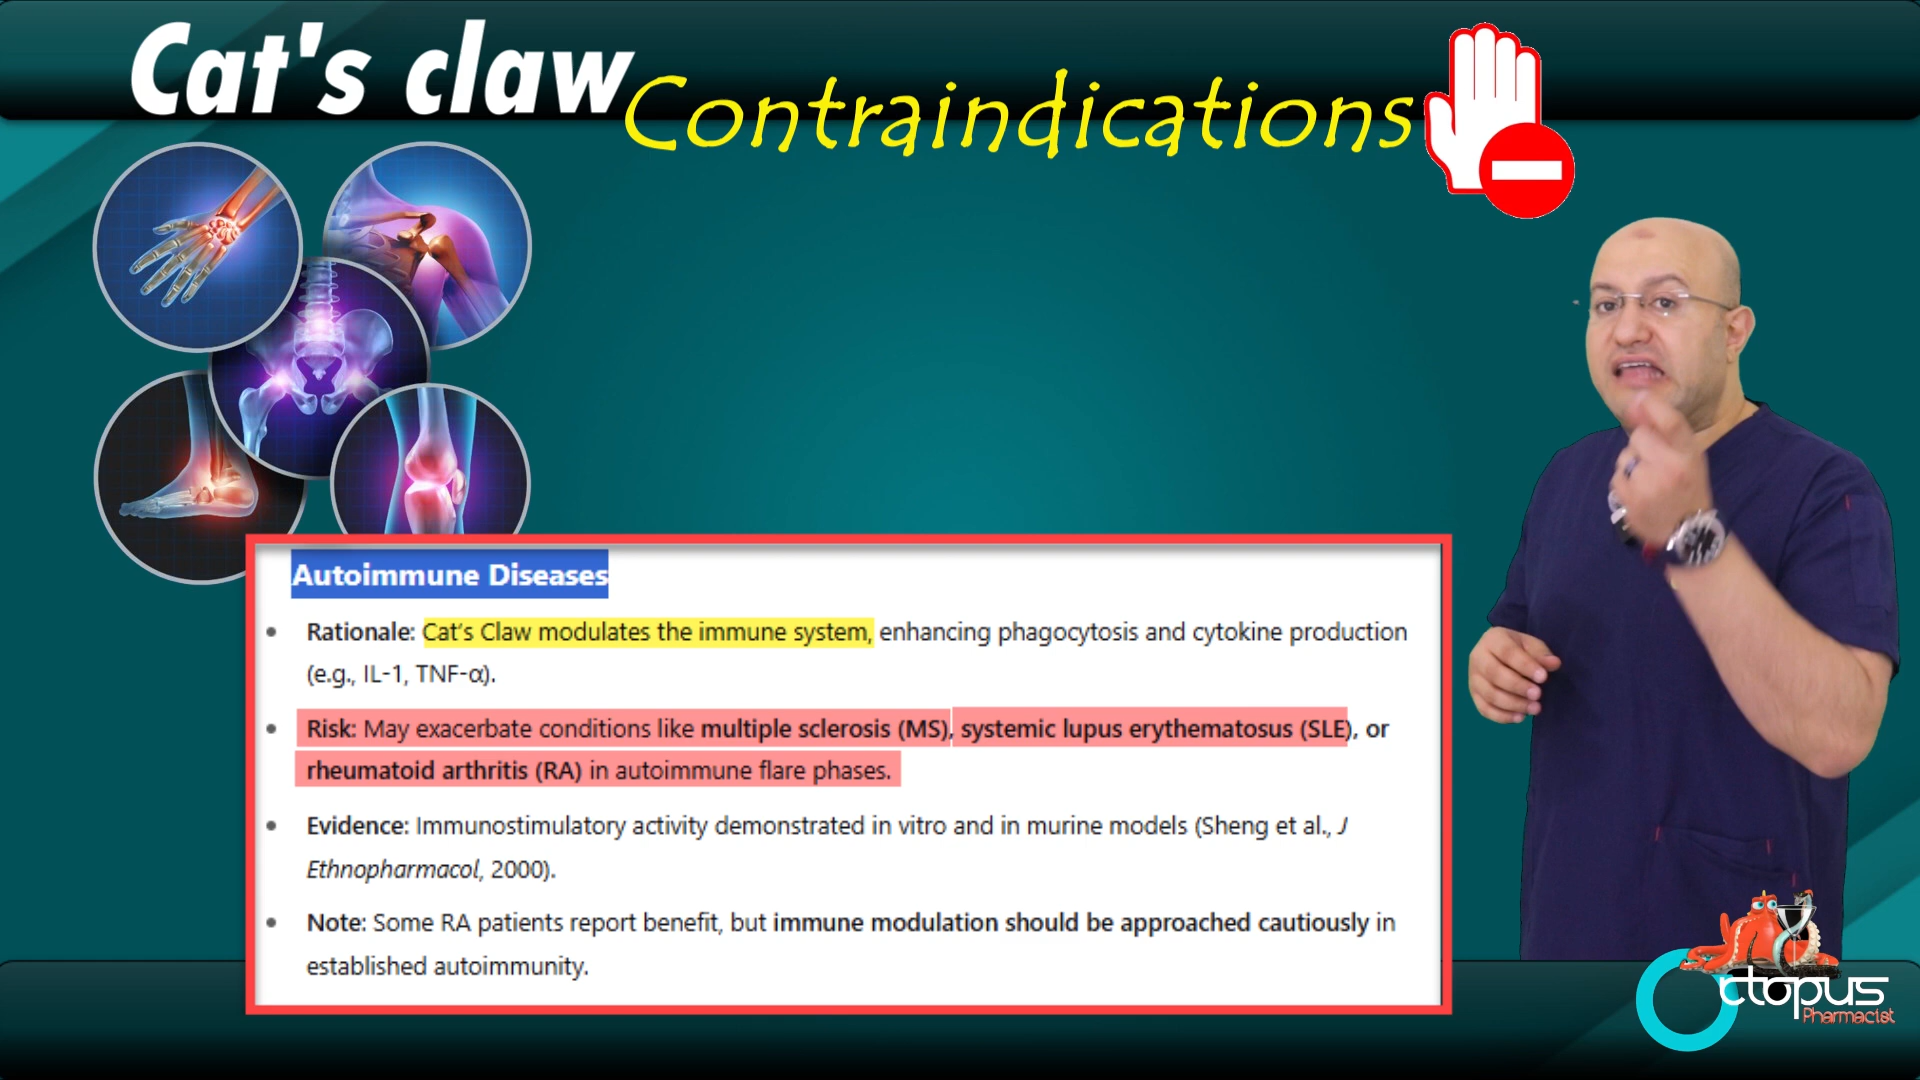 Cat's claw
Contraindications
Autoimmune Diseases
• Rationale: Cat's Claw modulates the immune system, enhancing phagocytosis and cytokine production
(e.g., IL-1, TNF-α).
• Risk: May exacerbate conditions like multiple sclerosis (MS), systemic lupus erythematosus (SLE), or
rheumatoid arthritis (RA) in autoimmune flare phases.
• Evidence: Immunostimulatory activity demonstrated in vitro and in murine models (Sheng et al., J
Ethnopharmacol, 2000).
• Note: Some RA patients report benefit, but immune modulation should be approached cautiously in
established autoimmunity.
Octopus
Pharmacist